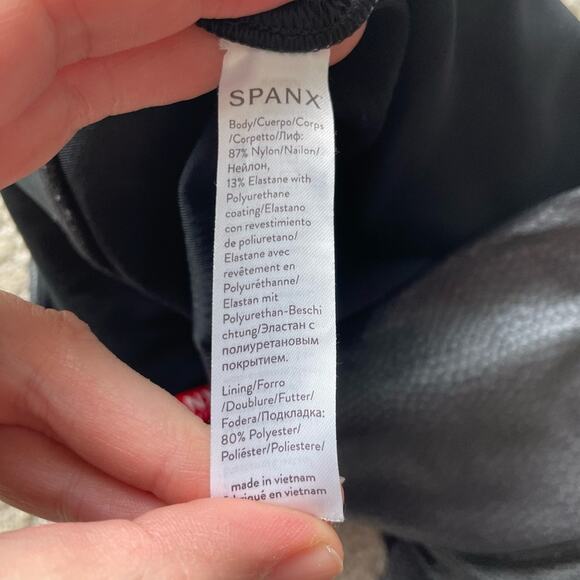 SPANX
Body/Cuerpo/Corps
/Corpetto/Лиф:
87% Nylon/Nailon/
Нейлон,
13% Elastane with
Polyurethane
coating/Elastano
con revestimiento
de poliuretano/
Elastane avec
revêtement en
Polyuréthanne/
Elastan mit
Polyurethan-Beschi
chtung/Эластан с
полиуретановым
покрытием.
Lining/Forro
/Doublure/Futter/
Fodera/Подкладка:
80% Polyester/
Poliéster/Poliestere/
made in vietnam
en vietnam